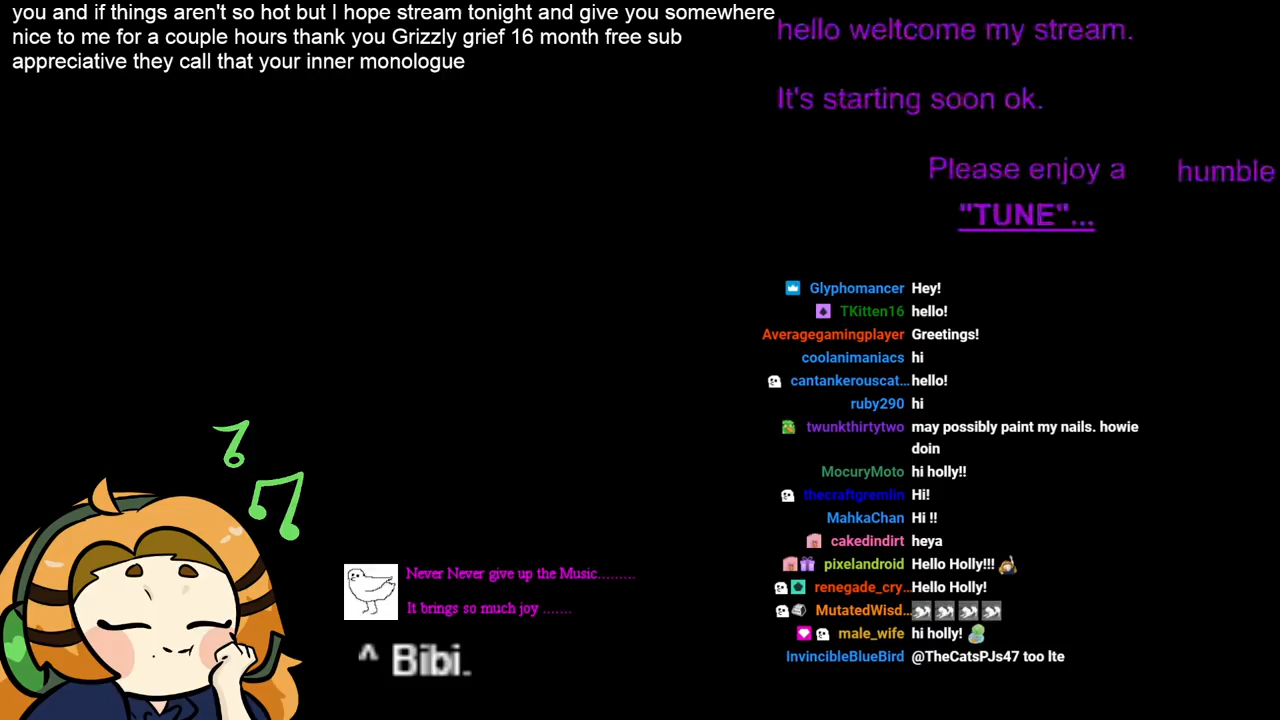 you and if things aren't so hot but I hope stream tonight and give you somewhere
nice to me for a couple hours thank you Grizzly grief 16 month free sub
appreciative they call that your inner monologue
hello weltcome my stream.
It's starting soon ok.
Please enjoy a humble
"TUNE"...
Glyphomancer Hey!
TKitten16 hello!
Averagegamingplayer Greetings!
coolanimaniacs hi
cantankerouscat... hello!
ruby290 hi
twunkthirtytwo may possibly paint my nails. howie
doin
MocuryMoto hi holly!!
thecraftgremlin Hi!
MahkaChan Hi !!
cakedindirt heya
pixelandroid Hello Holly!!!
renegade_cry... Hello Holly!
MutatedWisd...
male_wife hi holly!
InvincibleBlueBird @TheCatsPJs47 too lte
Never Never give up the Music.........
It brings so much joy .......
^ Bibi.